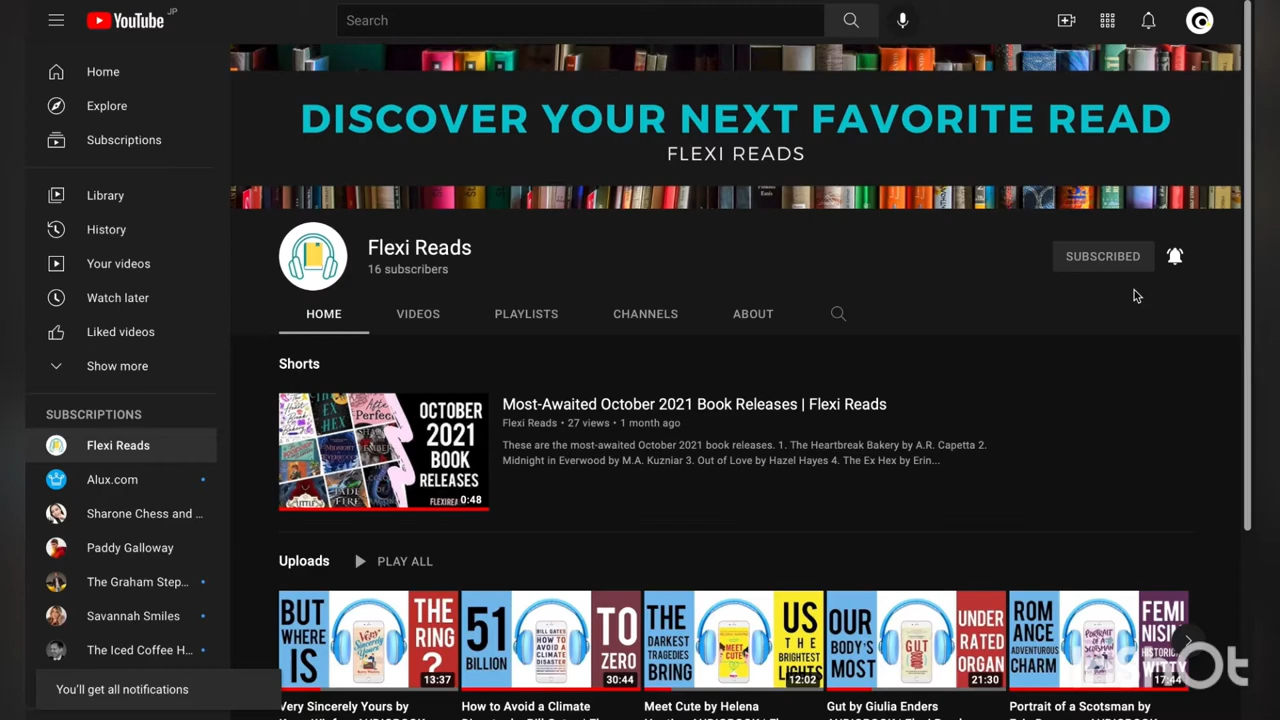 YouTube JP
Search
Home
Explore
Subscriptions
Library
History
Your videos
Watch later
Liked videos
Show more
SUBSCRIPTIONS
Flexi Reads
Alux.com
Sharone Chess and ...
Paddy Galloway
The Graham Step...
Savannah Smiles
The Iced Coffee H...
You'll get all notifications
DISCOVER YOUR NEXT FAVORITE READ
FLEXI READS
Flexi Reads
16 subscribers
SUBSCRIBED
HOME VIDEOS PLAYLISTS CHANNELS ABOUT
Shorts
OCTOBER
2021
BOOK
RELEASES
0:48
Most-Awaited October 2021 Book Releases | Flexi Reads
Flexi Reads • 27 views • 1 month ago
These are the most-awaited October 2021 book releases. 1. The Heartbreak Bakery by A.R. Capetta 2.
Midnight in Everwood by M.A. Kuzniar 3. Out of Love by Hazel Hayes 4. The Ex Hex by Erin...
Uploads PLAY ALL
BUT
WHERE
IS
THE
RING
?
13:37
51
BILLION
TO
ZERO
30:44
THE
DARKEST
TRAGEDIES
BRING
US
THE
BRIGHTEST
LIGHTS
12:02
OUR
BODY'S
MOST
GUT
UNDER
RATED
ORGAN
21:30
ROM
ANCE
ADVENTUROUS
CHARM
FEMI
NISM
WITTY
17:44
Very Sincerely Yours by
How to Avoid a Climate
Meet Cute by Helena
Gut by Giulia Enders
Portrait of a Scotsman by